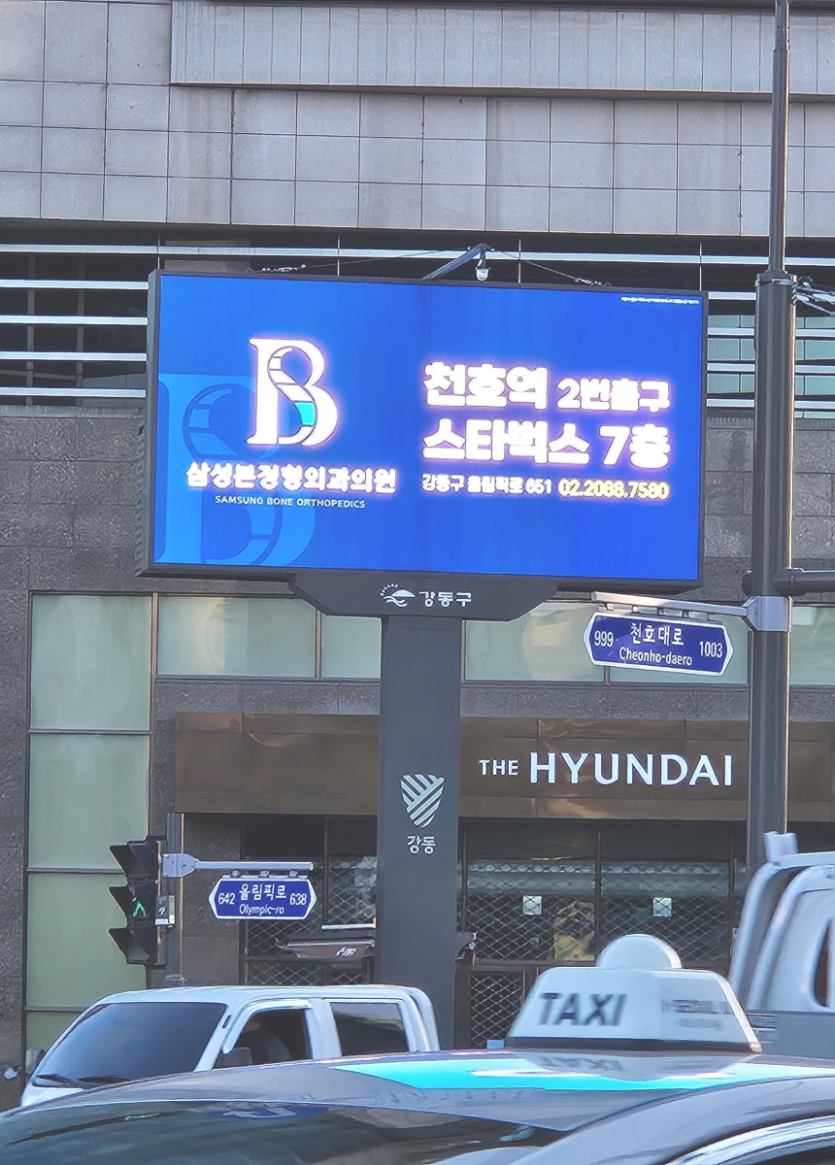 B
삼성본정형외과의원
SAMSUNG BONE ORTHOPEDICS
천호역 2번출구
스타벅스 7층
강동구 올림픽로 651 02.2088.7580
강동구
999 천호대로 1003
Cheonho-daero
THE HYUNDAI
강동
642 올림픽로 638
Olympic-ro
TAXI